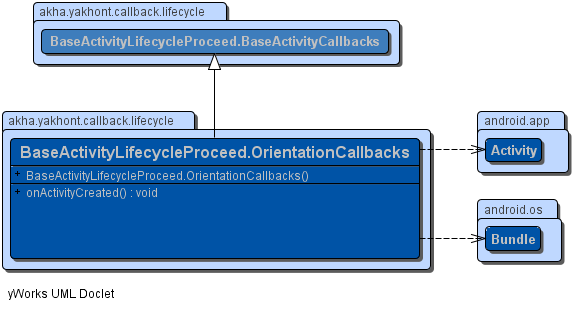 akha.yakhont.callback.lifecycle
BaseActivityLifecycleProceed.BaseActivityCallbacks
akha.yakhont.callback.lifecycle
BaseActivityLifecycleProceed.OrientationCallbacks
+ BaseActivityLifecycleProceed.OrientationCallbacks()
+ onActivityCreated() : void
android.app
Activity
android.os
Bundle
yWorks UML Doclet